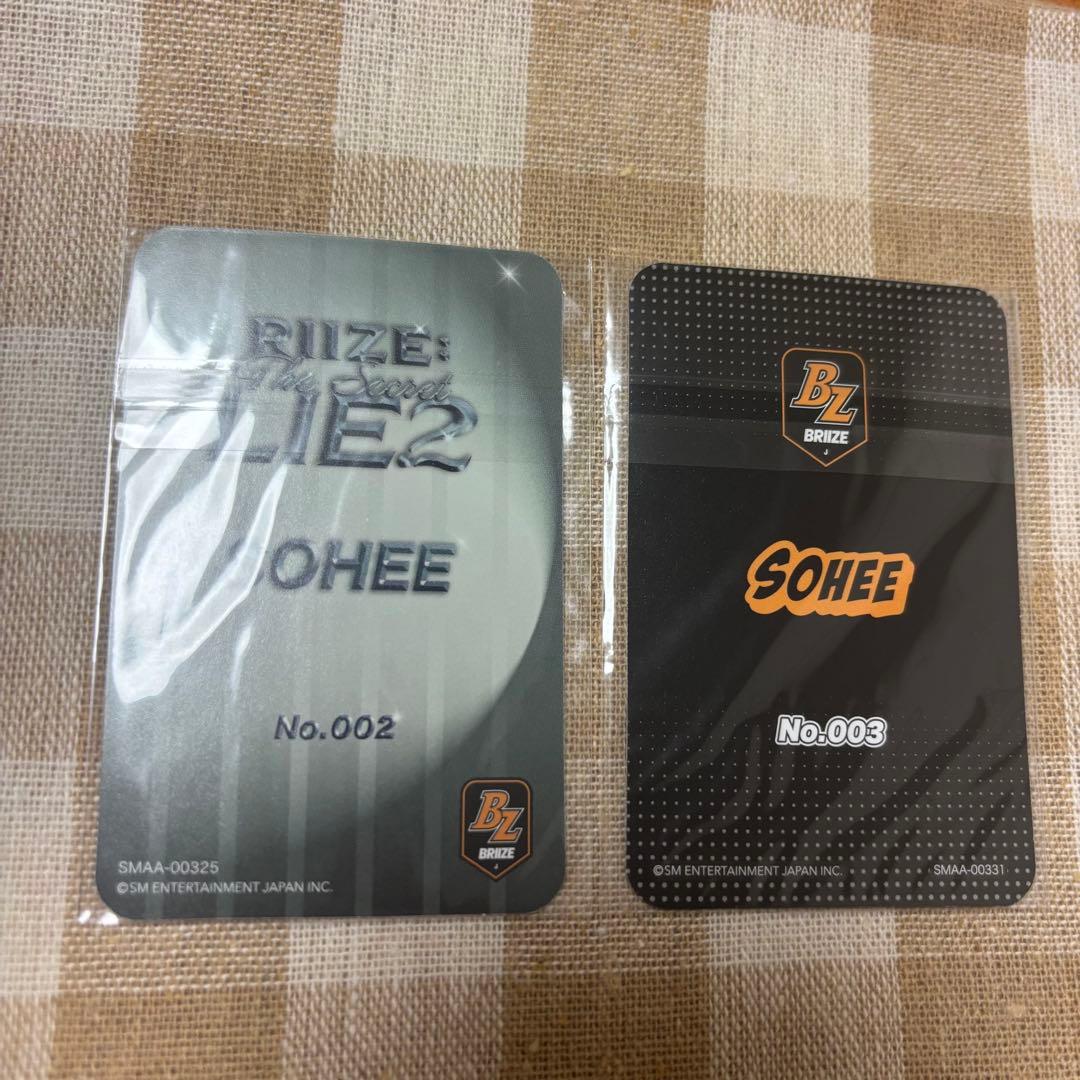 RIIZE:
The Secret
LIE2
SOHEE
No.002
BZ
BRIIZE
J
SMAA-00325
©SM ENTERTAINMENT JAPAN INC.
BZ
BRIIZE
J
SOHEE
No.003
©SM ENTERTAINMENT JAPAN INC.
SMAA-00331